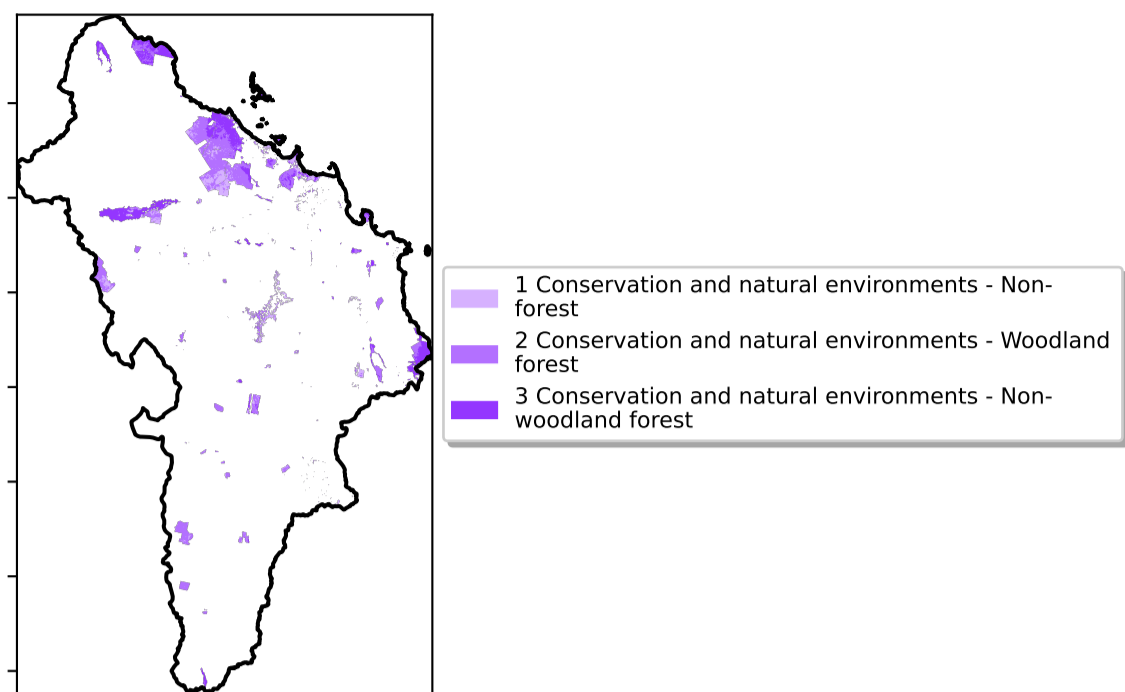 1 Conservation and natural environments - Non-
forest
2 Conservation and natural environments - Woodland
forest
3 Conservation and natural environments - Non-
woodland forest